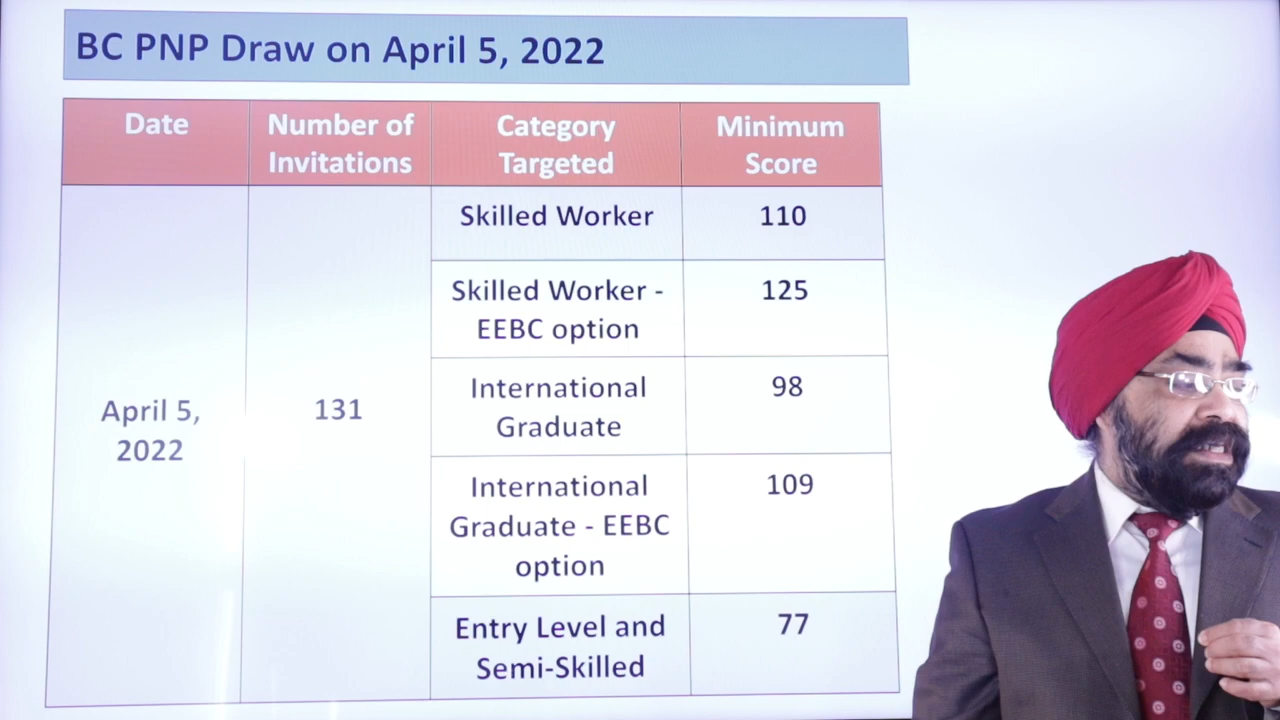 BC PNP Draw on April 5, 2022
Date
Number of
Invitations
Category
Targeted
Minimum
Score
April 5,
2022
131
Skilled Worker
110
Skilled Worker -
EEBC option
125
International
Graduate
98
International
Graduate - EEBC
option
109
Entry Level and
Semi-Skilled
77